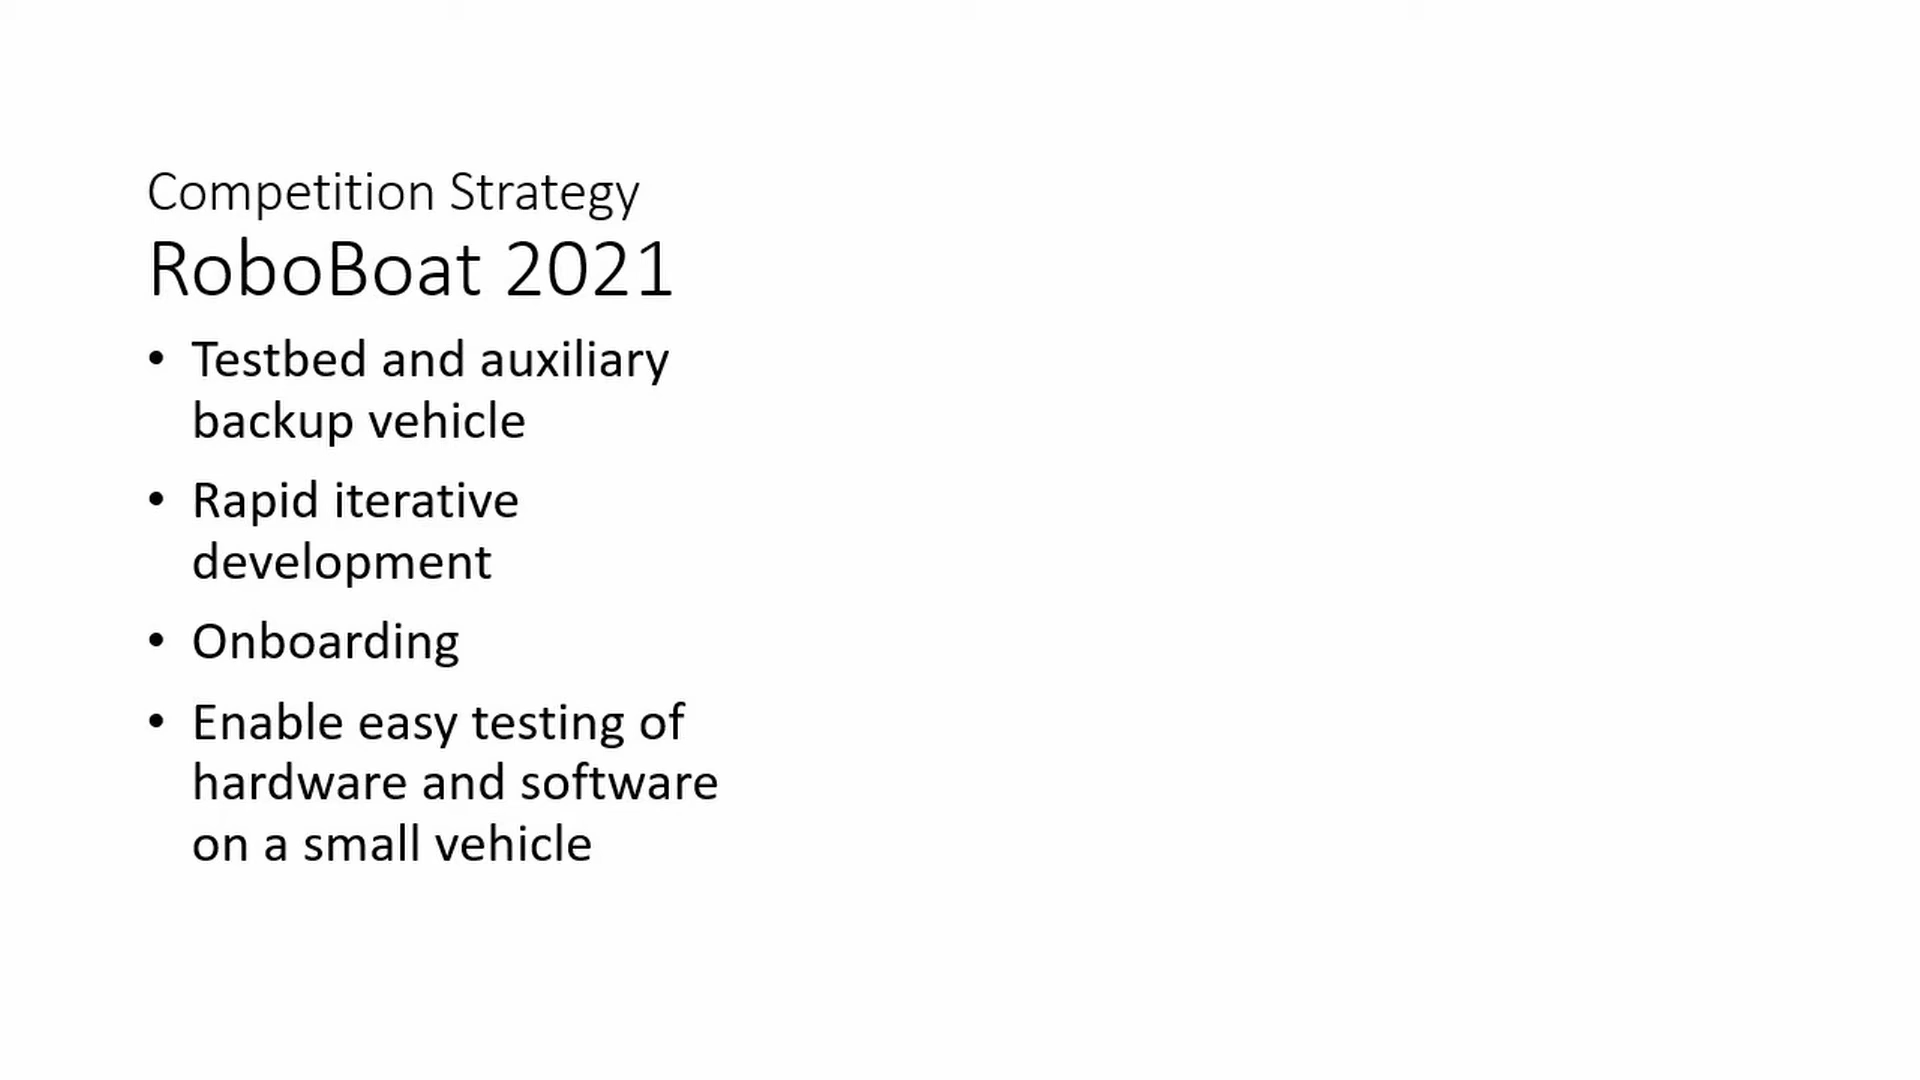 Competition Strategy
RoboBoat 2021
• Testbed and auxiliary
backup vehicle
• Rapid iterative
development
• Onboarding
• Enable easy testing of
hardware and software
on a small vehicle